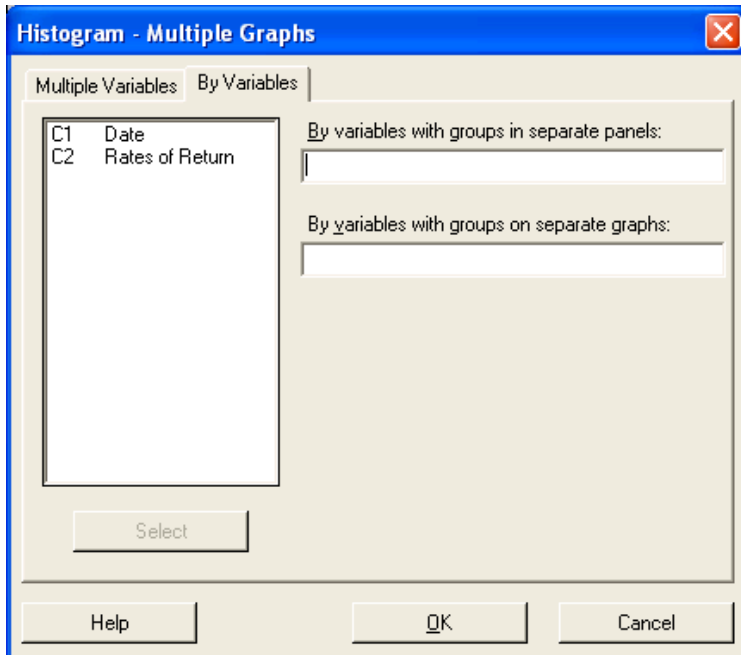 Histogram - Multiple Graphs
Multiple Variables By Variables
C1 Date
C2 Rates of Return
By variables with groups in separate panels:
By variables with groups on separate graphs:
Select
Help OK Cancel